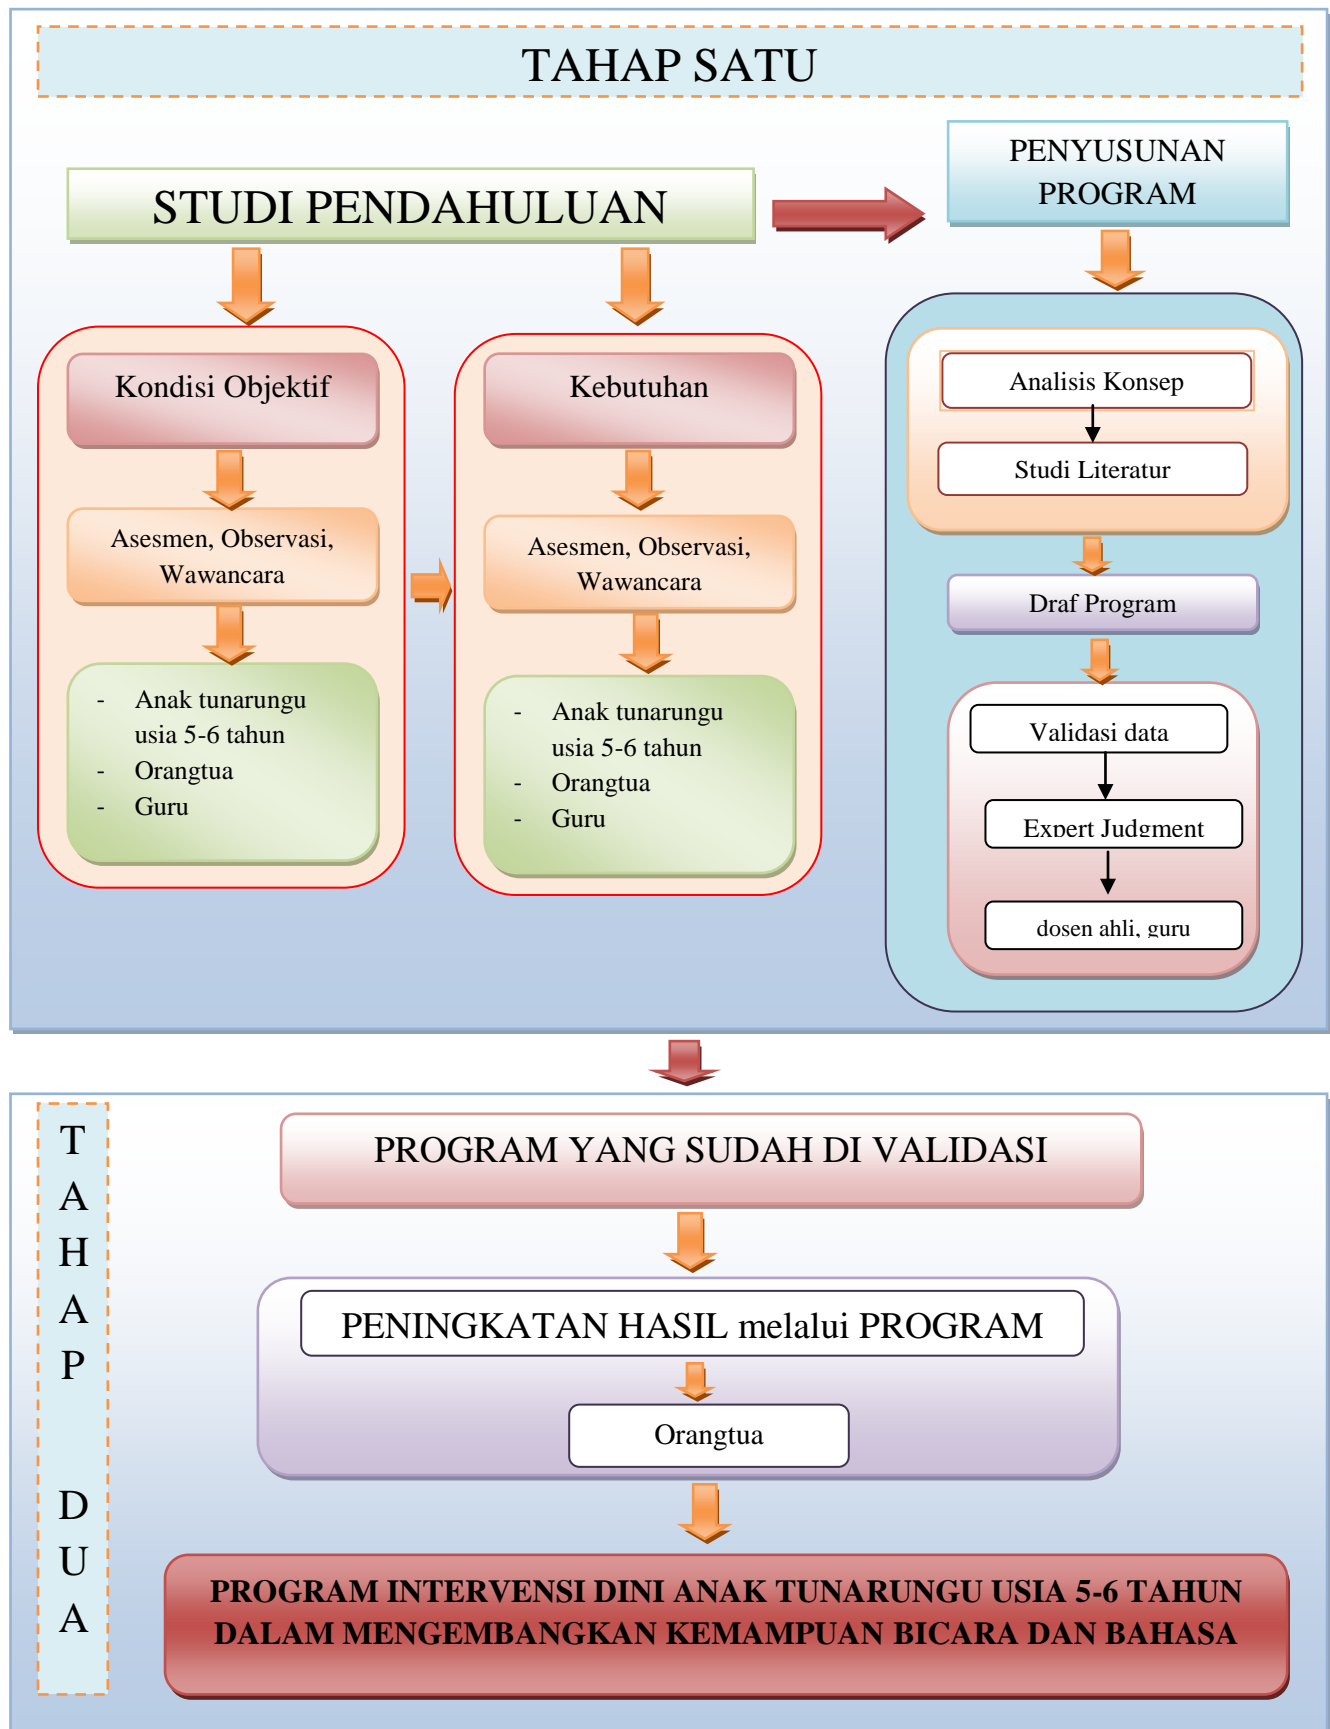 TAHAP SATU
STUDI PENDAHULUAN
PENYUSUNAN
PROGRAM
Kondisi Objektif
Asesmen, Observasi,
Wawancara
- Anak tunarungu
usia 5-6 tahun
- Orangtua
- Guru
Kebutuhan
Asesmen, Observasi,
Wawancara
- Anak tunarungu
usia 5-6 tahun
- Orangtua
- Guru
Analisis Konsep
Studi Literatur
Draf Program
Validasi data
Expert Judgment
dosen ahli, guru
TAHAP DUA
PROGRAM YANG SUDAH DI VALIDASI
PENINGKATAN HASIL melalui PROGRAM
Orangtua
PROGRAM INTERVENSI DINI ANAK TUNARUNGU USIA 5-6 TAHUN
DALAM MENGEMBANGKAN KEMAMPUAN BICARA DAN BAHASA